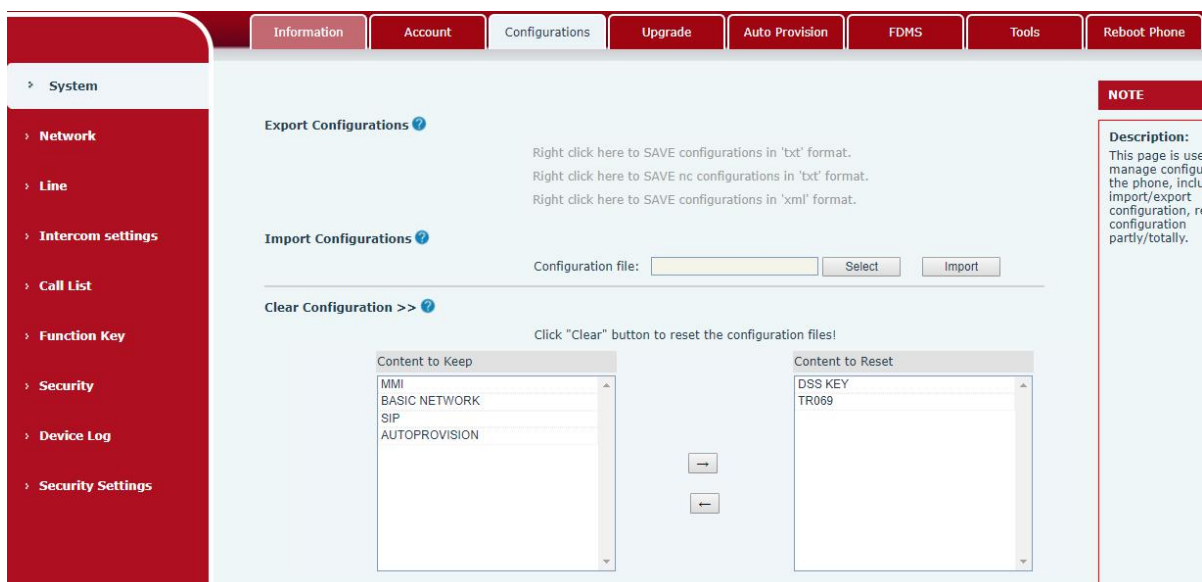 Information Account Configurations Upgrade Auto Provision FDMS Tools Reboot Phone
System
Network
Line
Intercom settings
Call List
Function Key
Security
Device Log
Security Settings
Export Configurations
Right click here to SAVE configurations in 'txt' format.
Right click here to SAVE nc configurations in 'txt' format.
Right click here to SAVE configurations in 'xml' format.
Import Configurations
Configuration file: Select Import
Clear Configuration >>
Click "Clear" button to reset the configuration files!
Content to Keep
MMI
BASIC NETWORK
SIP
AUTOPROVISION
→
←
Content to Reset
DSS KEY
TR069
NOTE
Description:
This page is use
manage configu
the phone, inclu
import/export
configuration, re
configuration
partly/totally.